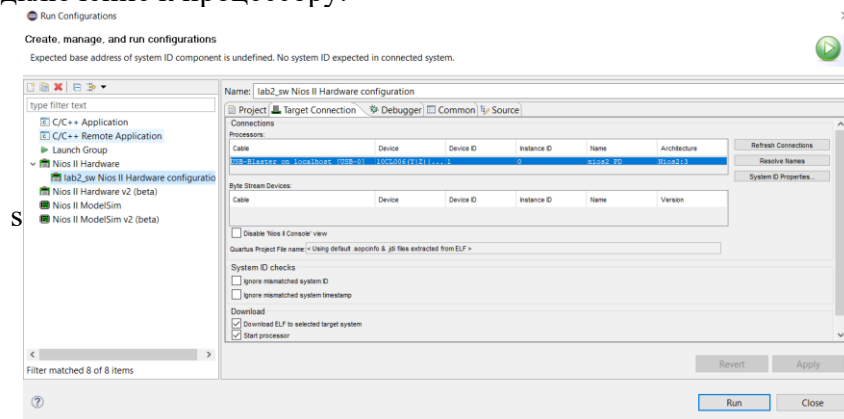 дключение к процессору.
Run Configurations
Create, manage, and run configurations
Expected base address of system ID component is undefined. No system ID expected in connected system.
type filter text
C/C++ Application
C/C++ Remote Application
Launch Group
Nios II Hardware
lab2_sw Nios II Hardware configuratio
Nios II Hardware v2 (beta)
Nios II ModelSim
Nios II ModelSim v2 (beta)
Filter matched 8 of 8 items
s
Name: lab2_sw Nios II Hardware configuration
Project Target Connection Debugger Common Source
Connections
Processors:
Cable Device Device ID Instance ID Name Architecture
USB-Blaster on localhost [USB-0] 10CL006(Y|Z)|... 1 0 nios2_PD Nios2:3
Refresh Connections
Resolve Names
System ID Properties...
Byte Stream Devices:
Cable Device Device ID Instance ID Name Version
Disable 'Nios II Console' view
Quartus Project File name: < Using default .sopcinfo & .jdi files extracted from ELF >
System ID checks
Ignore mismatched system ID
Ignore mismatched system timestamp
Download
Download ELF to selected target system
Start processor
Revert Apply
Run Close